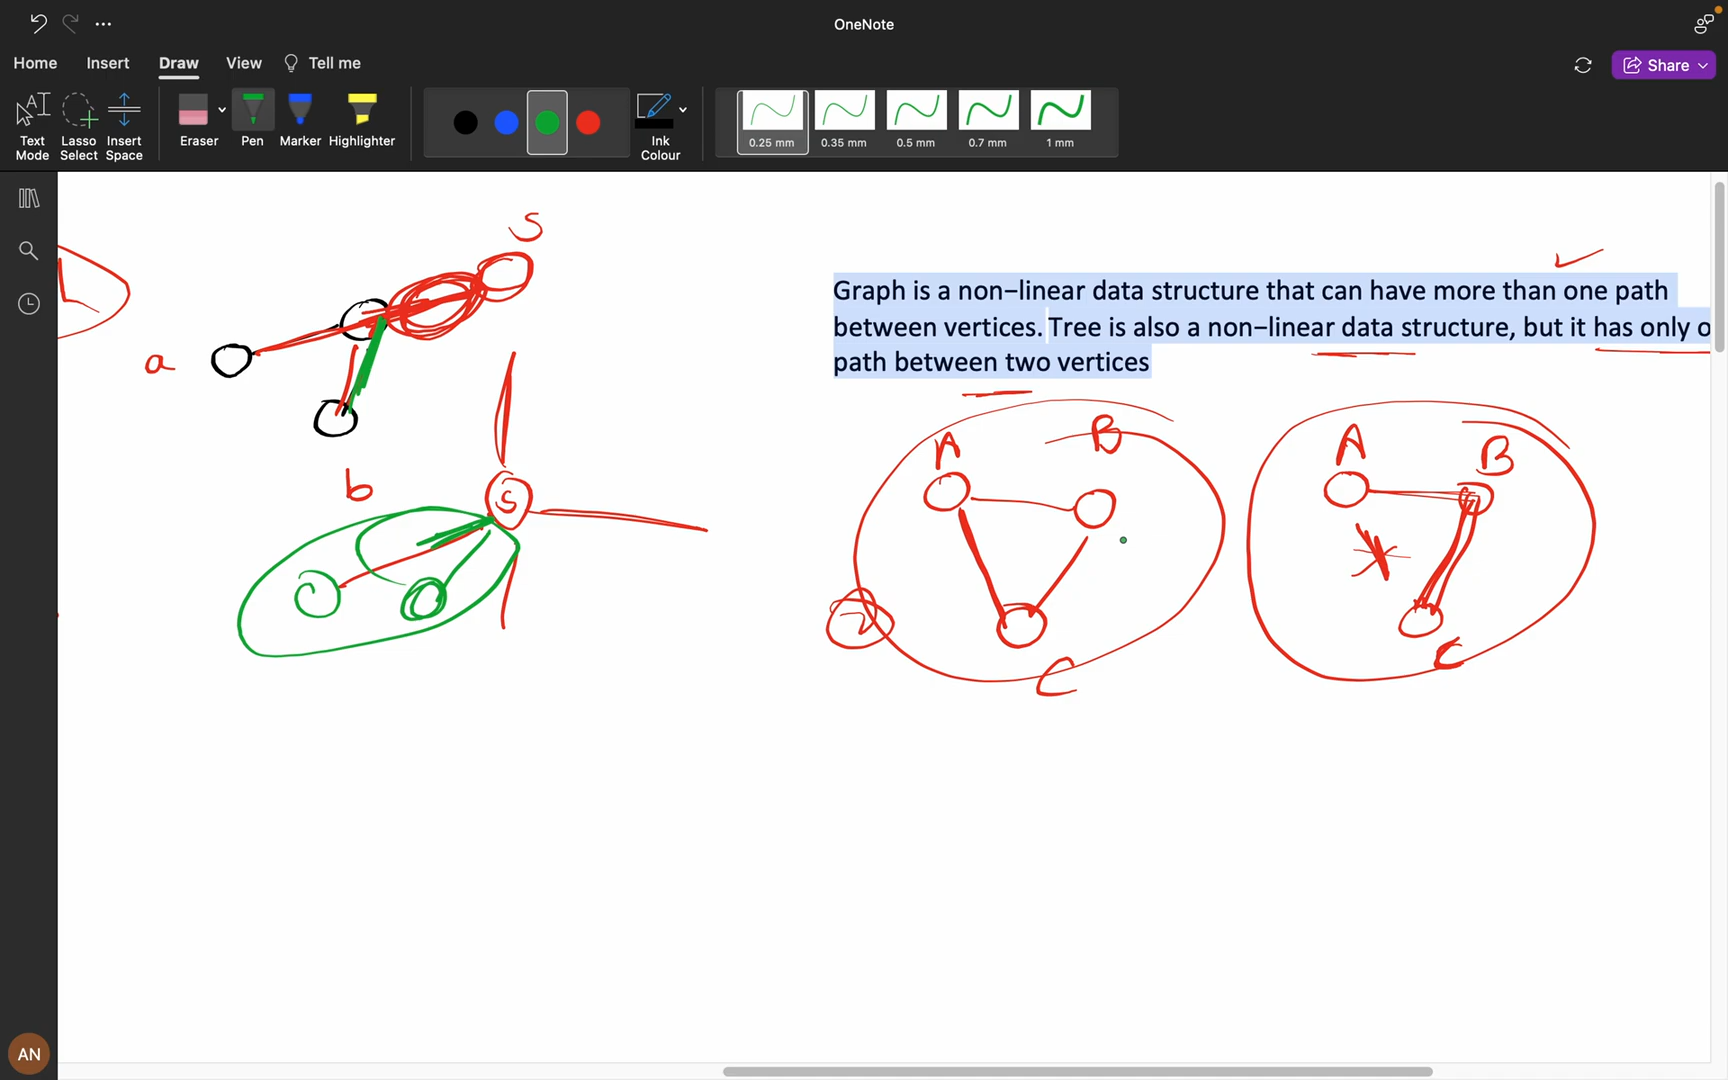 OneNote
Home Insert Draw View Tell me
Share
Text Mode
Lasso Select
Insert Space
Eraser
Pen
Marker
Highlighter
Ink Colour
0.25 mm
0.35 mm
0.5 mm
0.7 mm
1 mm
S
a
b
S
Graph is a non-linear data structure that can have more than one path
between vertices. Tree is also a non-linear data structure, but it has only o
path between two vertices
A B
C
2
A B
C
AN